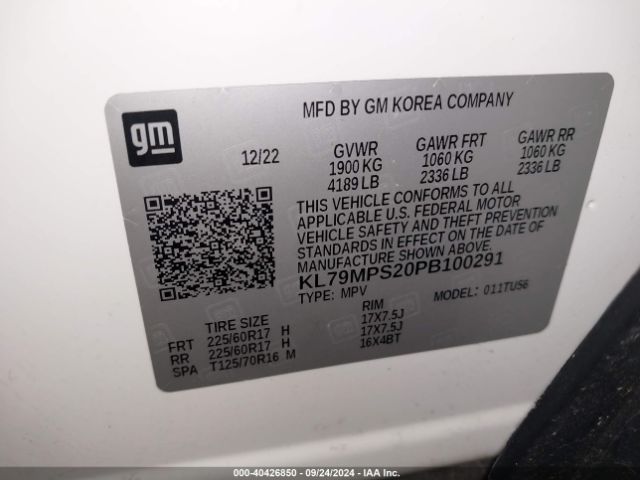 gm
MFD BY GM KOREA COMPANY
12/22 GVWR GAWR FRT GAWR RR
1900 KG 1060 KG 1060 KG
4189 LB 2336 LB 2336 LB
THIS VEHICLE CONFORMS TO ALL
APPLICABLE U.S. FEDERAL MOTOR
VEHICLE SAFETY AND THEFT PREVENTION
STANDARDS IN EFFECT ON THE DATE OF
MANUFACTURE SHOWN ABOVE.
KL79MPS20PB100291
TYPE: MPV MODEL: 011TU56
TIRE SIZE RIM
FRT 225/60R17 H 17X7.5J
RR 225/60R17 H 17X7.5J
SPA T125/70R16 M 16X4BT
000-40426850 - 09/24/2024 - IAA Inc.